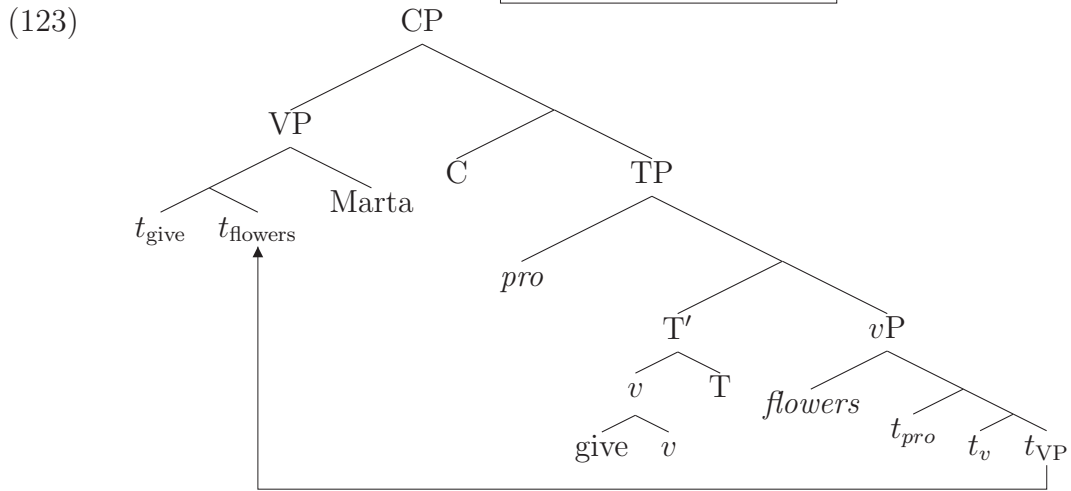 (123) CP
VP
C TP
t_give t_flowers Marta
pro
T′ vP
v T flowers
give v t_pro t_v t_VP